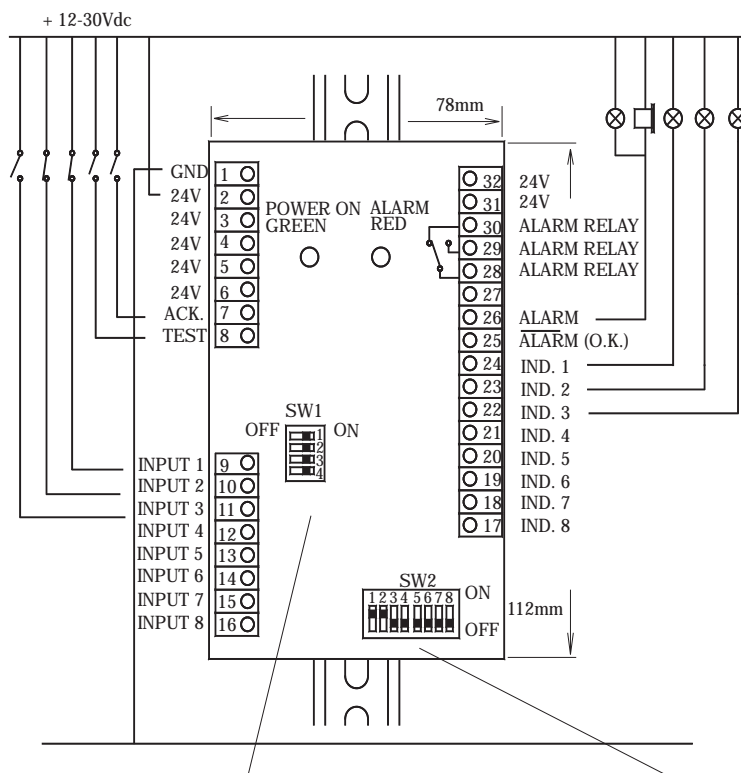 + 12-30Vdc
78mm
GND 1
24V 2
24V 3
24V 4
24V 5
24V 6
ACK. 7
TEST 8
POWER ON
GREEN
ALARM
RED
32 24V
31 24V
30 ALARM RELAY
29 ALARM RELAY
28 ALARM RELAY
27
26 ALARM
25 ALARM (O.K.)
24 IND. 1
23 IND. 2
22 IND. 3
21 IND. 4
20 IND. 5
19 IND. 6
18 IND. 7
17 IND. 8
SW1
OFF 1 ON
2
3
4
INPUT 1 9
INPUT 2 10
INPUT 3 11
INPUT 4 12
INPUT 5 13
INPUT 6 14
INPUT 7 15
INPUT 8 16
SW2
1 2 3 4 5 6 7 8 ON
OFF
112mm